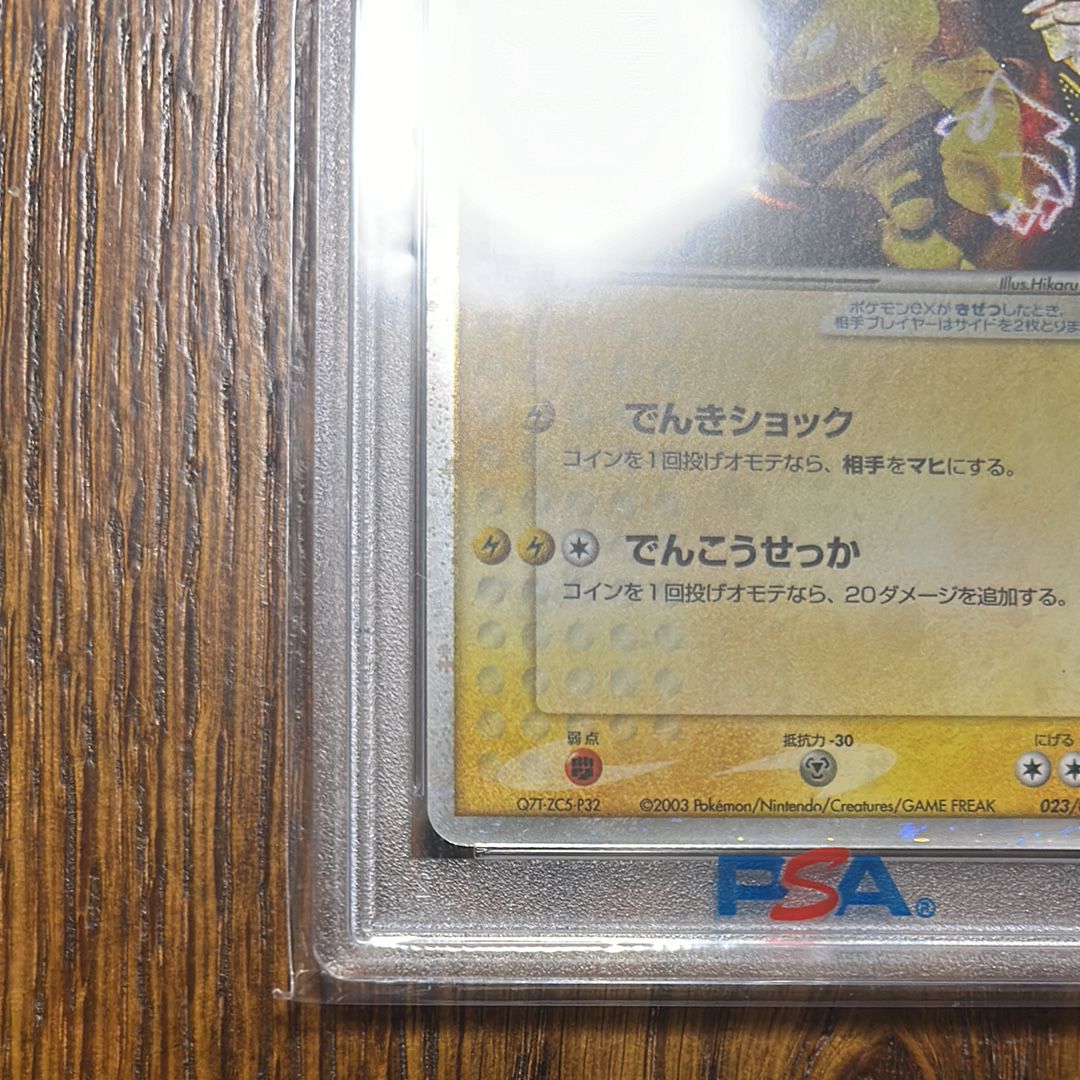 Illus.Hikaru
ポケモンexが きぜつしたとき、
相手プレイヤーはサイドを2枚とりま
でんきショック
コインを1回投げオモテなら、相手をマヒにする。
でんこうせっか
コインを1回投げオモテなら、20ダメージを追加する。
弱点
抵抗力 -30
にげる
Q7T-ZC5-P32
©2003 Pokémon/Nintendo/Creatures/GAME FREAK
023/
PSA®